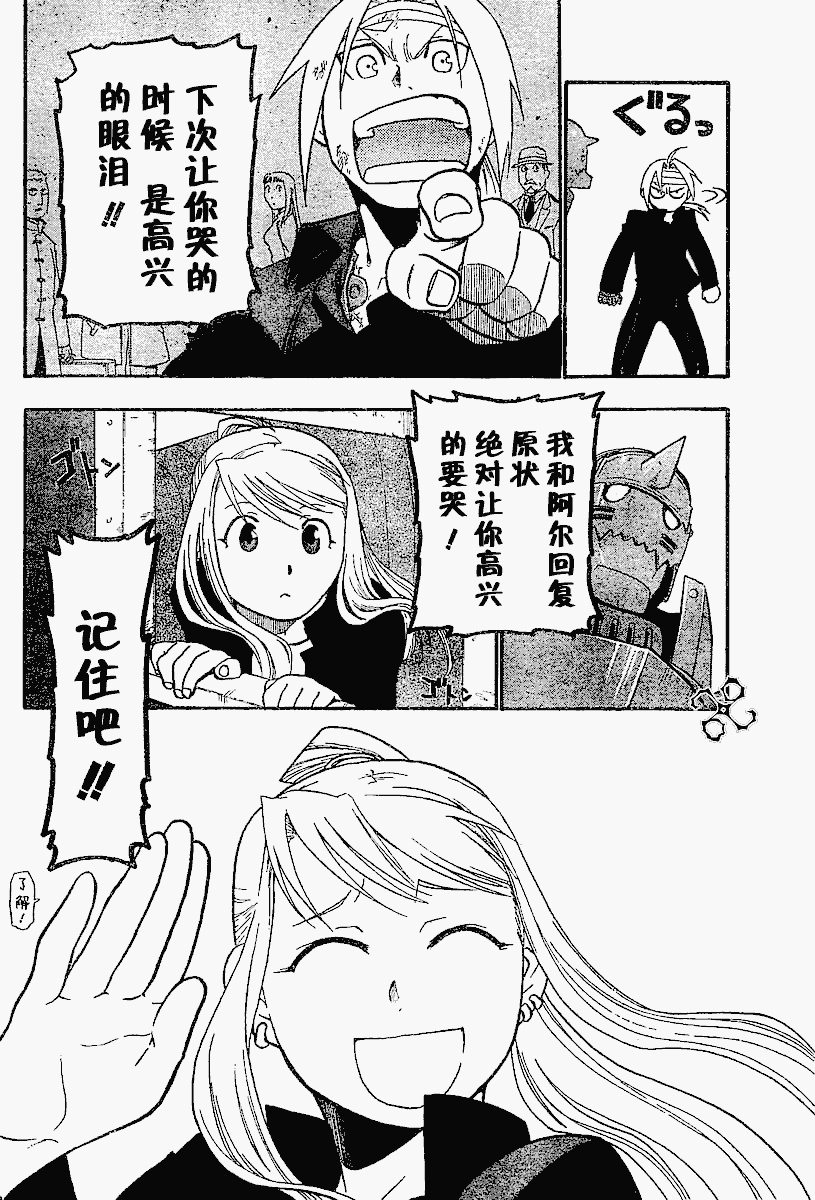 ぐるっ
下次让你哭的
时候 是高兴
的眼泪!!
我和阿尔回复
原状
绝对让你高兴
的要哭!
ゴトン
ゴトン
记住吧!!
了解!